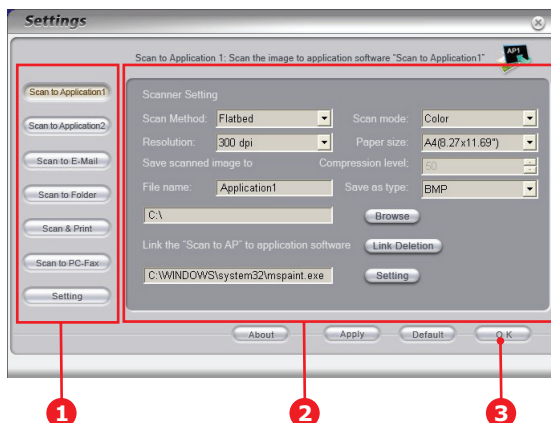 Settings
Scan to Application 1: Scan the image to application software "Scan to Application1"
AP1
Scan to Application1
Scan to Application2
Scan to E-Mail
Scan to Folder
Scan & Print
Scan to PC-Fax
Setting
Scanner Setting
Scan Method: Flatbed Scan mode: Color
Resolution: 300 dpi Paper size: A4(8.27x11.69")
Save scanned image to Compression level: 50
File name: Application1 Save as type: BMP
C:\ Browse
Link the "Scan to AP" to application software Link Deletion
C:\WINDOWS\system32\mspaint.exe Setting
About Apply Default OK
1 2 3